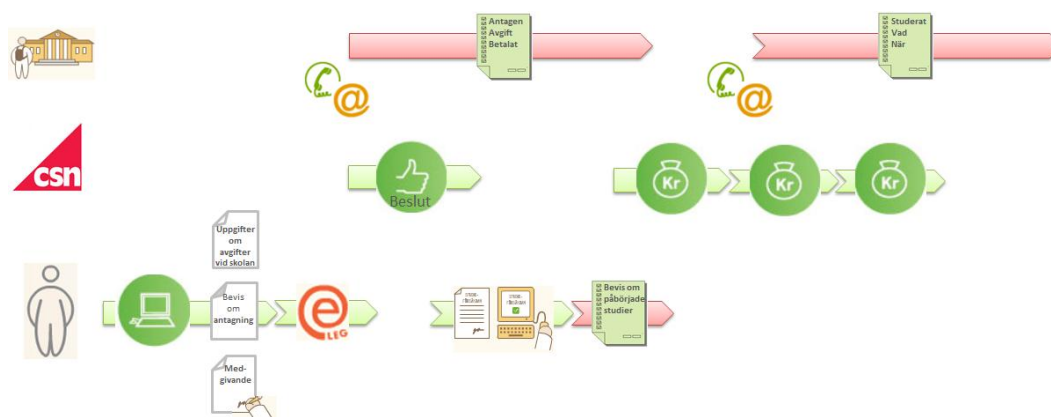 Antagen
Avgift
Betalat
Studerat
Vad
När
@
@
csn
Beslut
Kr
Kr
Kr
Uppgifter
om
avgifter
vid skolan
Bevis
om
antagning
e
LEG
Med-
givande
Bevis om
påbörjade
studier